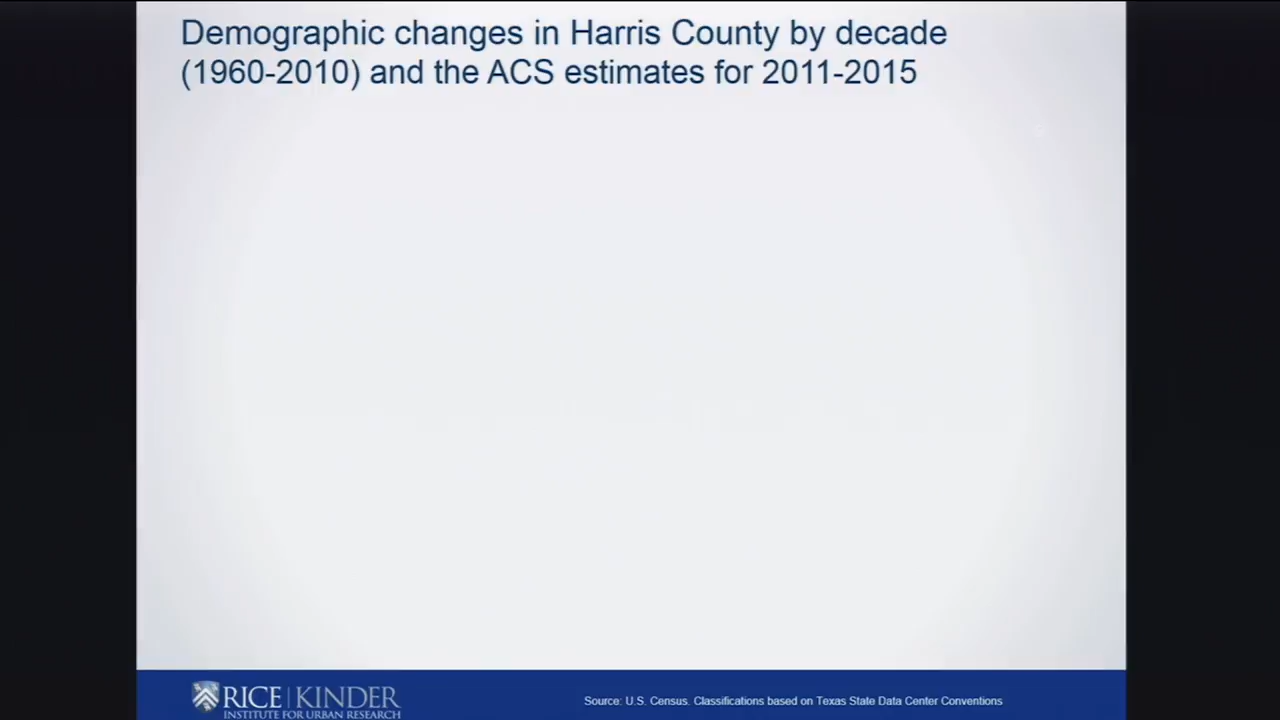 Demographic changes in Harris County by decade
(1960-2010) and the ACS estimates for 2011-2015
RICE | KINDER
INSTITUTE FOR URBAN RESEARCH
Source: U.S. Census. Classifications based on Texas State Data Center Conventions